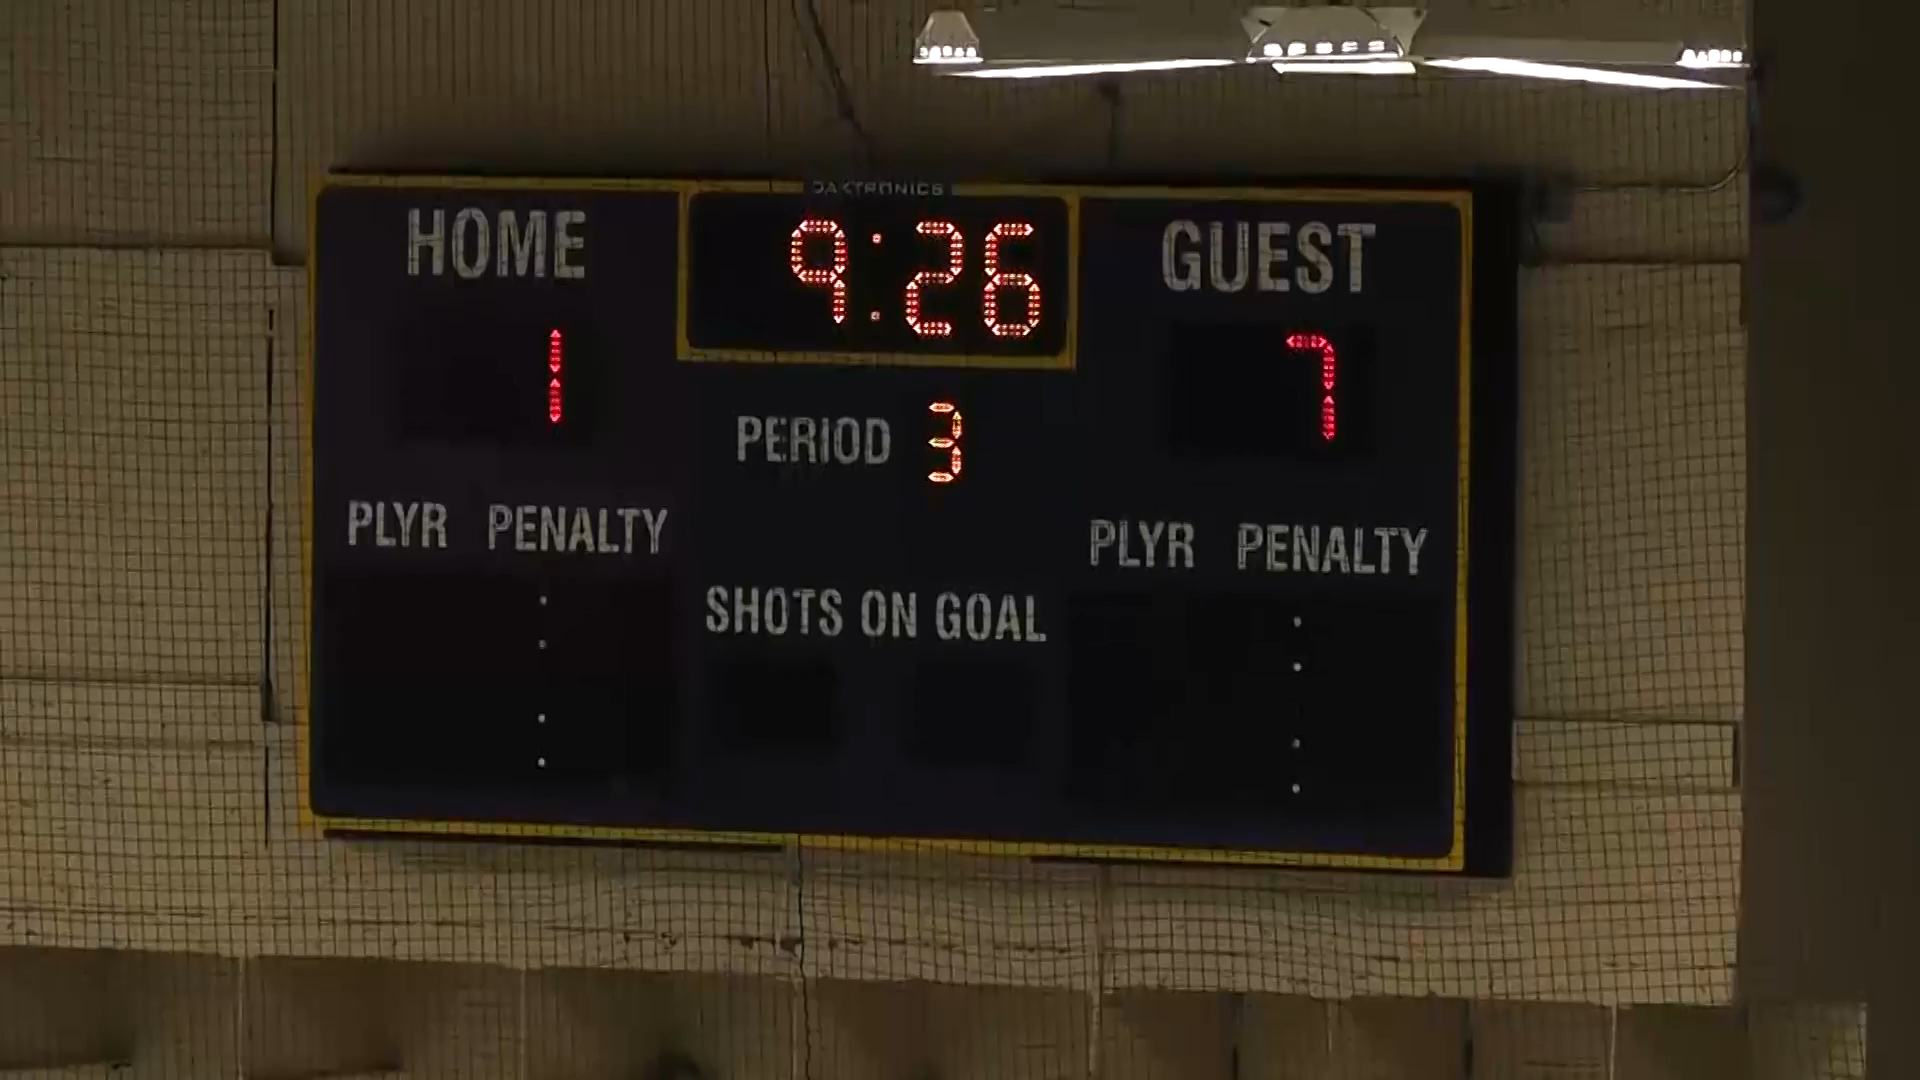 DAKTRONICS
HOME 9:26 GUEST
1 7
PERIOD 3
PLYR PENALTY PLYR PENALTY
SHOTS ON GOAL